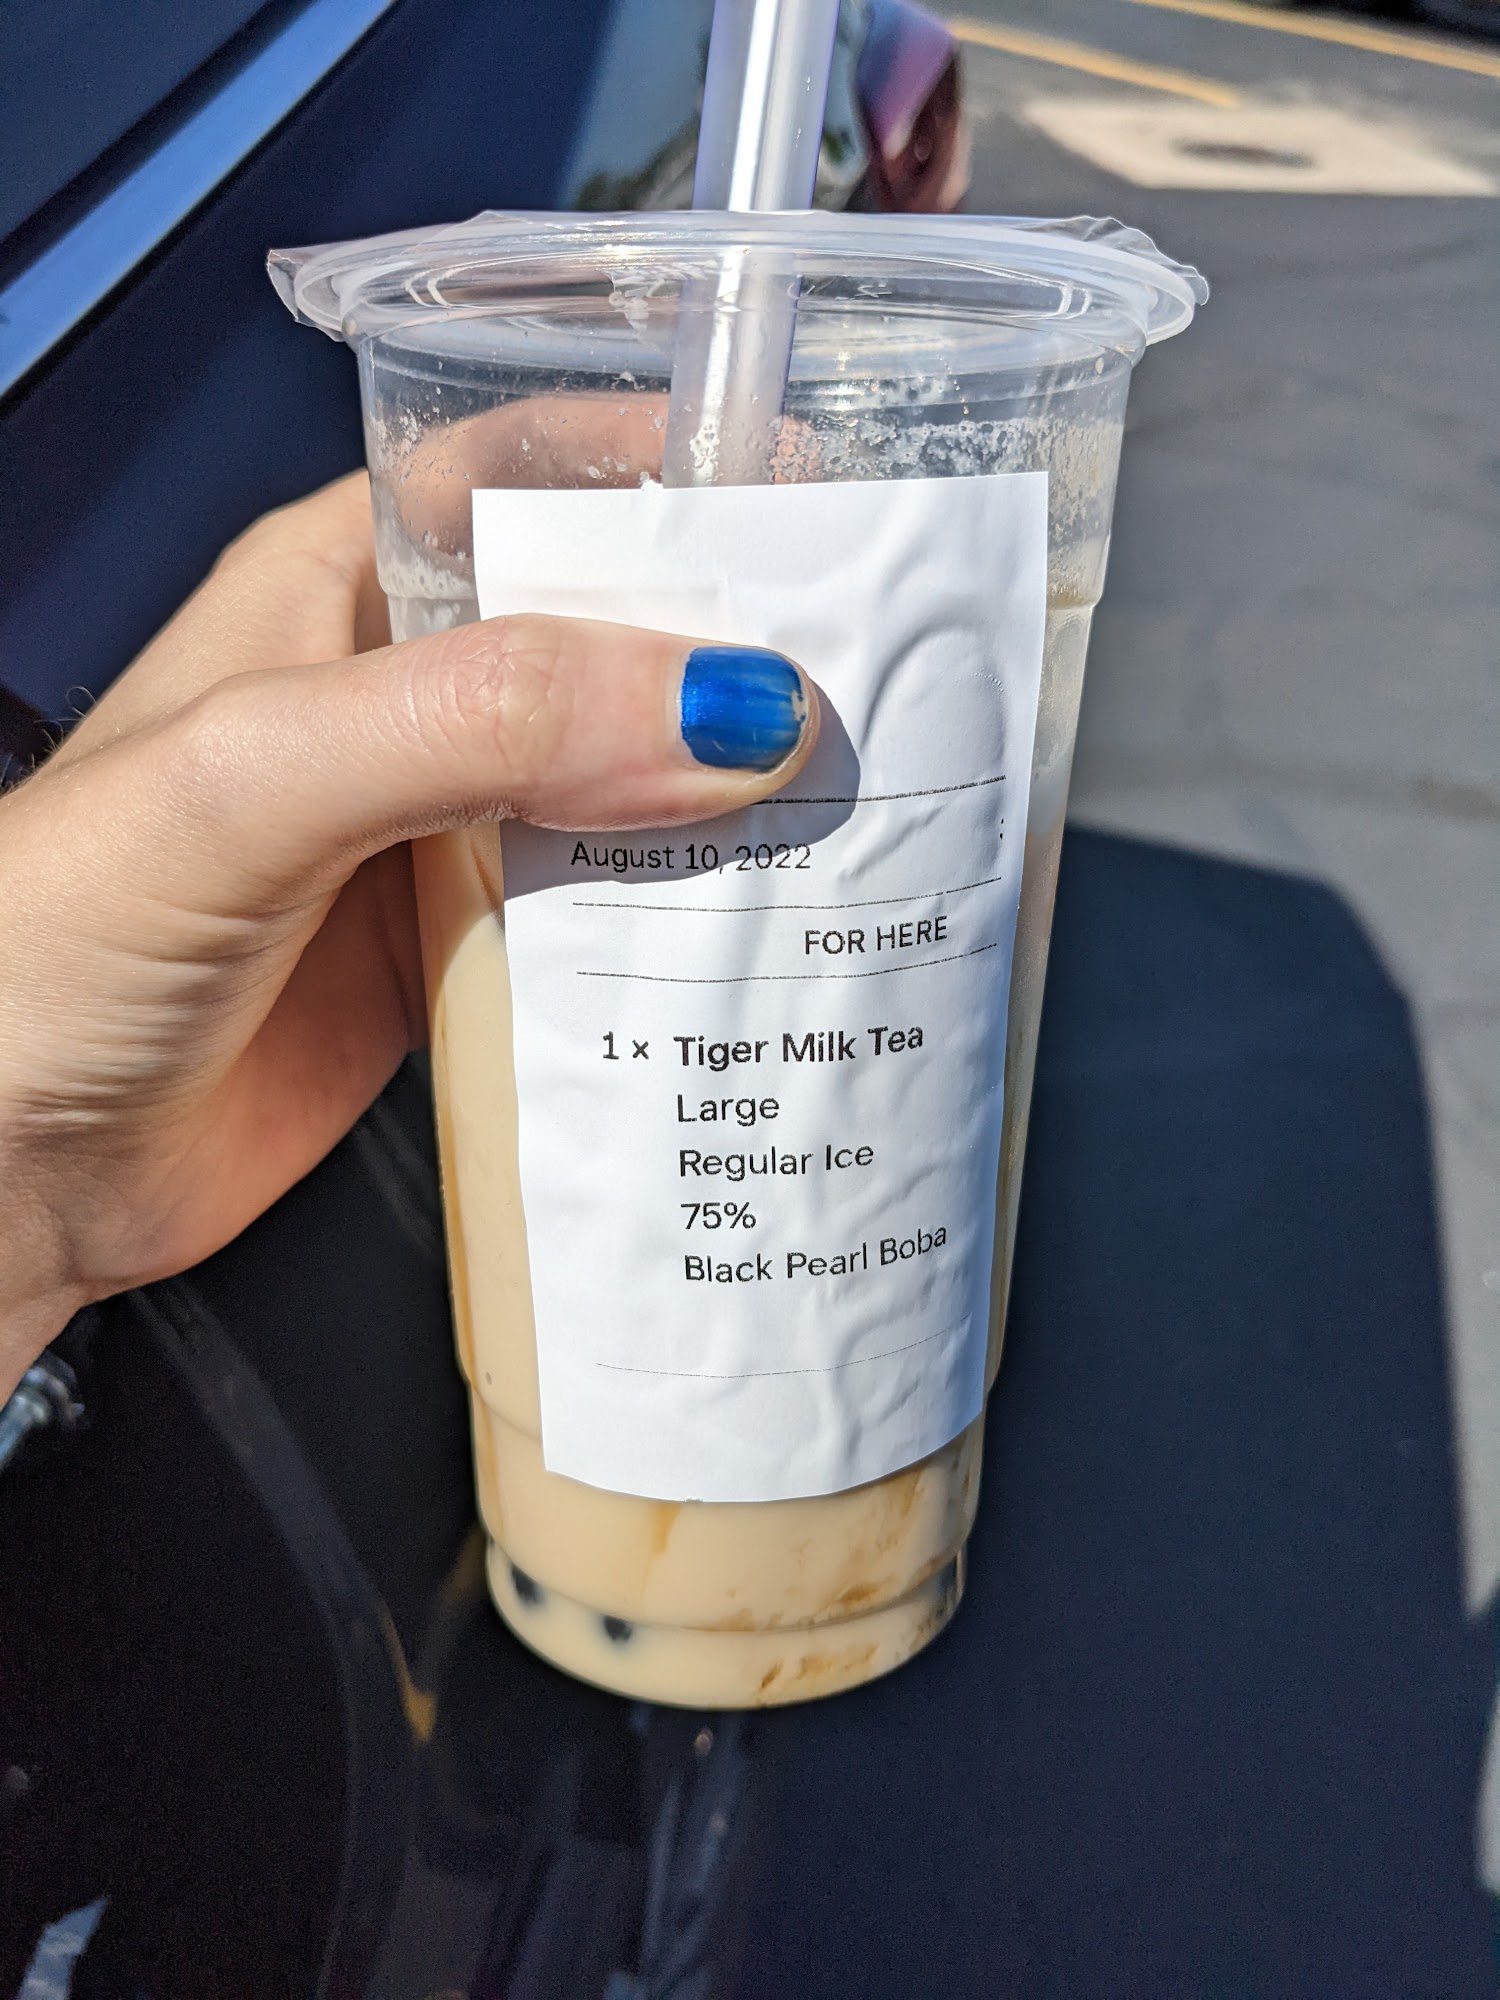 August 10, 2022
FOR HERE
1 x Tiger Milk Tea
Large
Regular Ice
75%
Black Pearl Boba